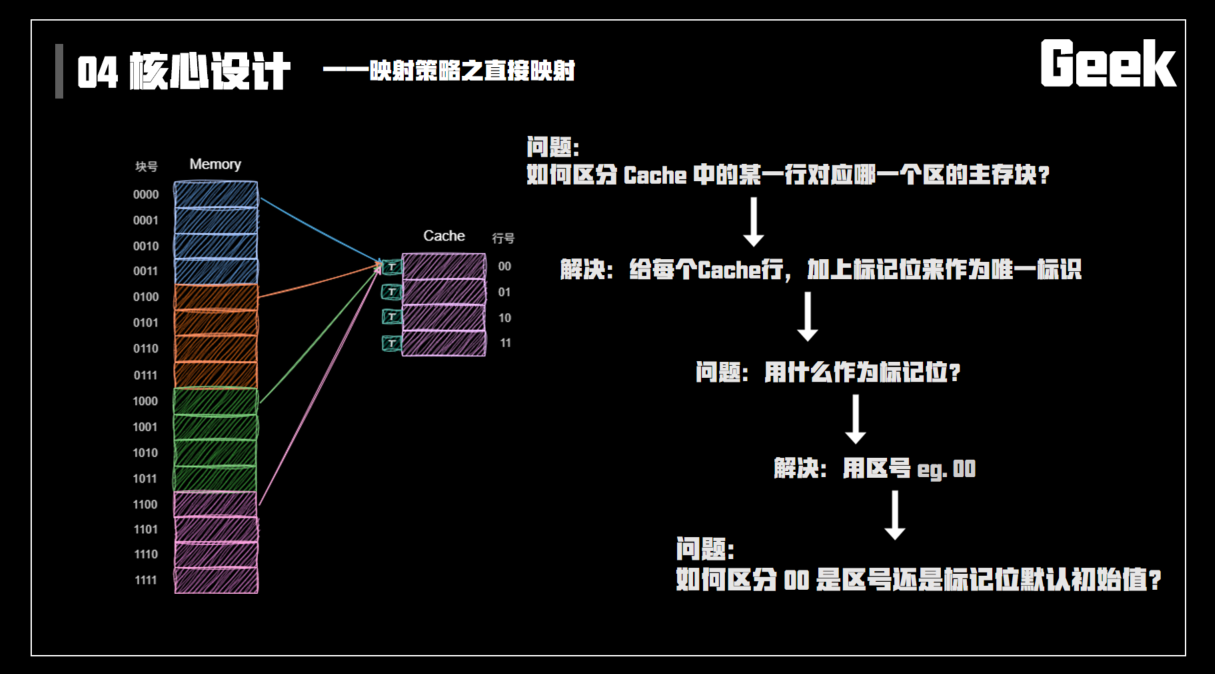 04 核心设计
——映射策略之直接映射
Geek
块号
Memory
0000
0001
0010
0011
0100
0101
0110
0111
1000
1001
1010
1011
1100
1101
1110
1111
Cache
行号
T
00
T
01
T
10
T
11
问题:
如何区分 Cache 中的某一行对应哪一个区的主存块?
解决: 给每个Cache行, 加上标记位来作为唯一标识
问题: 用什么作为标记位?
解决: 用区号 eg. 00
问题:
如何区分 00 是区号还是标记位默认初始值?